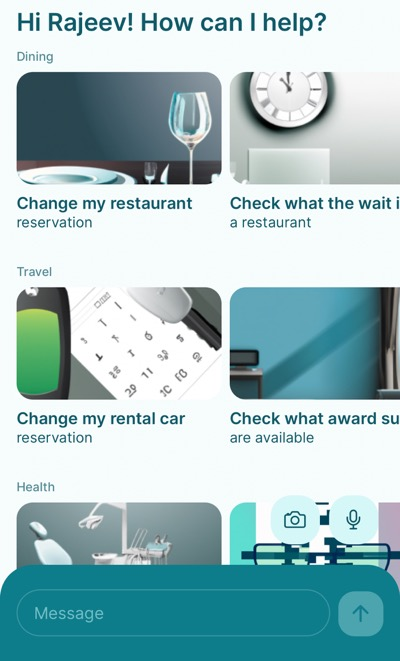 Hi Rajeev! How can I help?
Dining
Change my restaurant
reservation
Check what the wait i
a restaurant
Travel
Change my rental car
reservation
Check what award su
are available
Health
Message